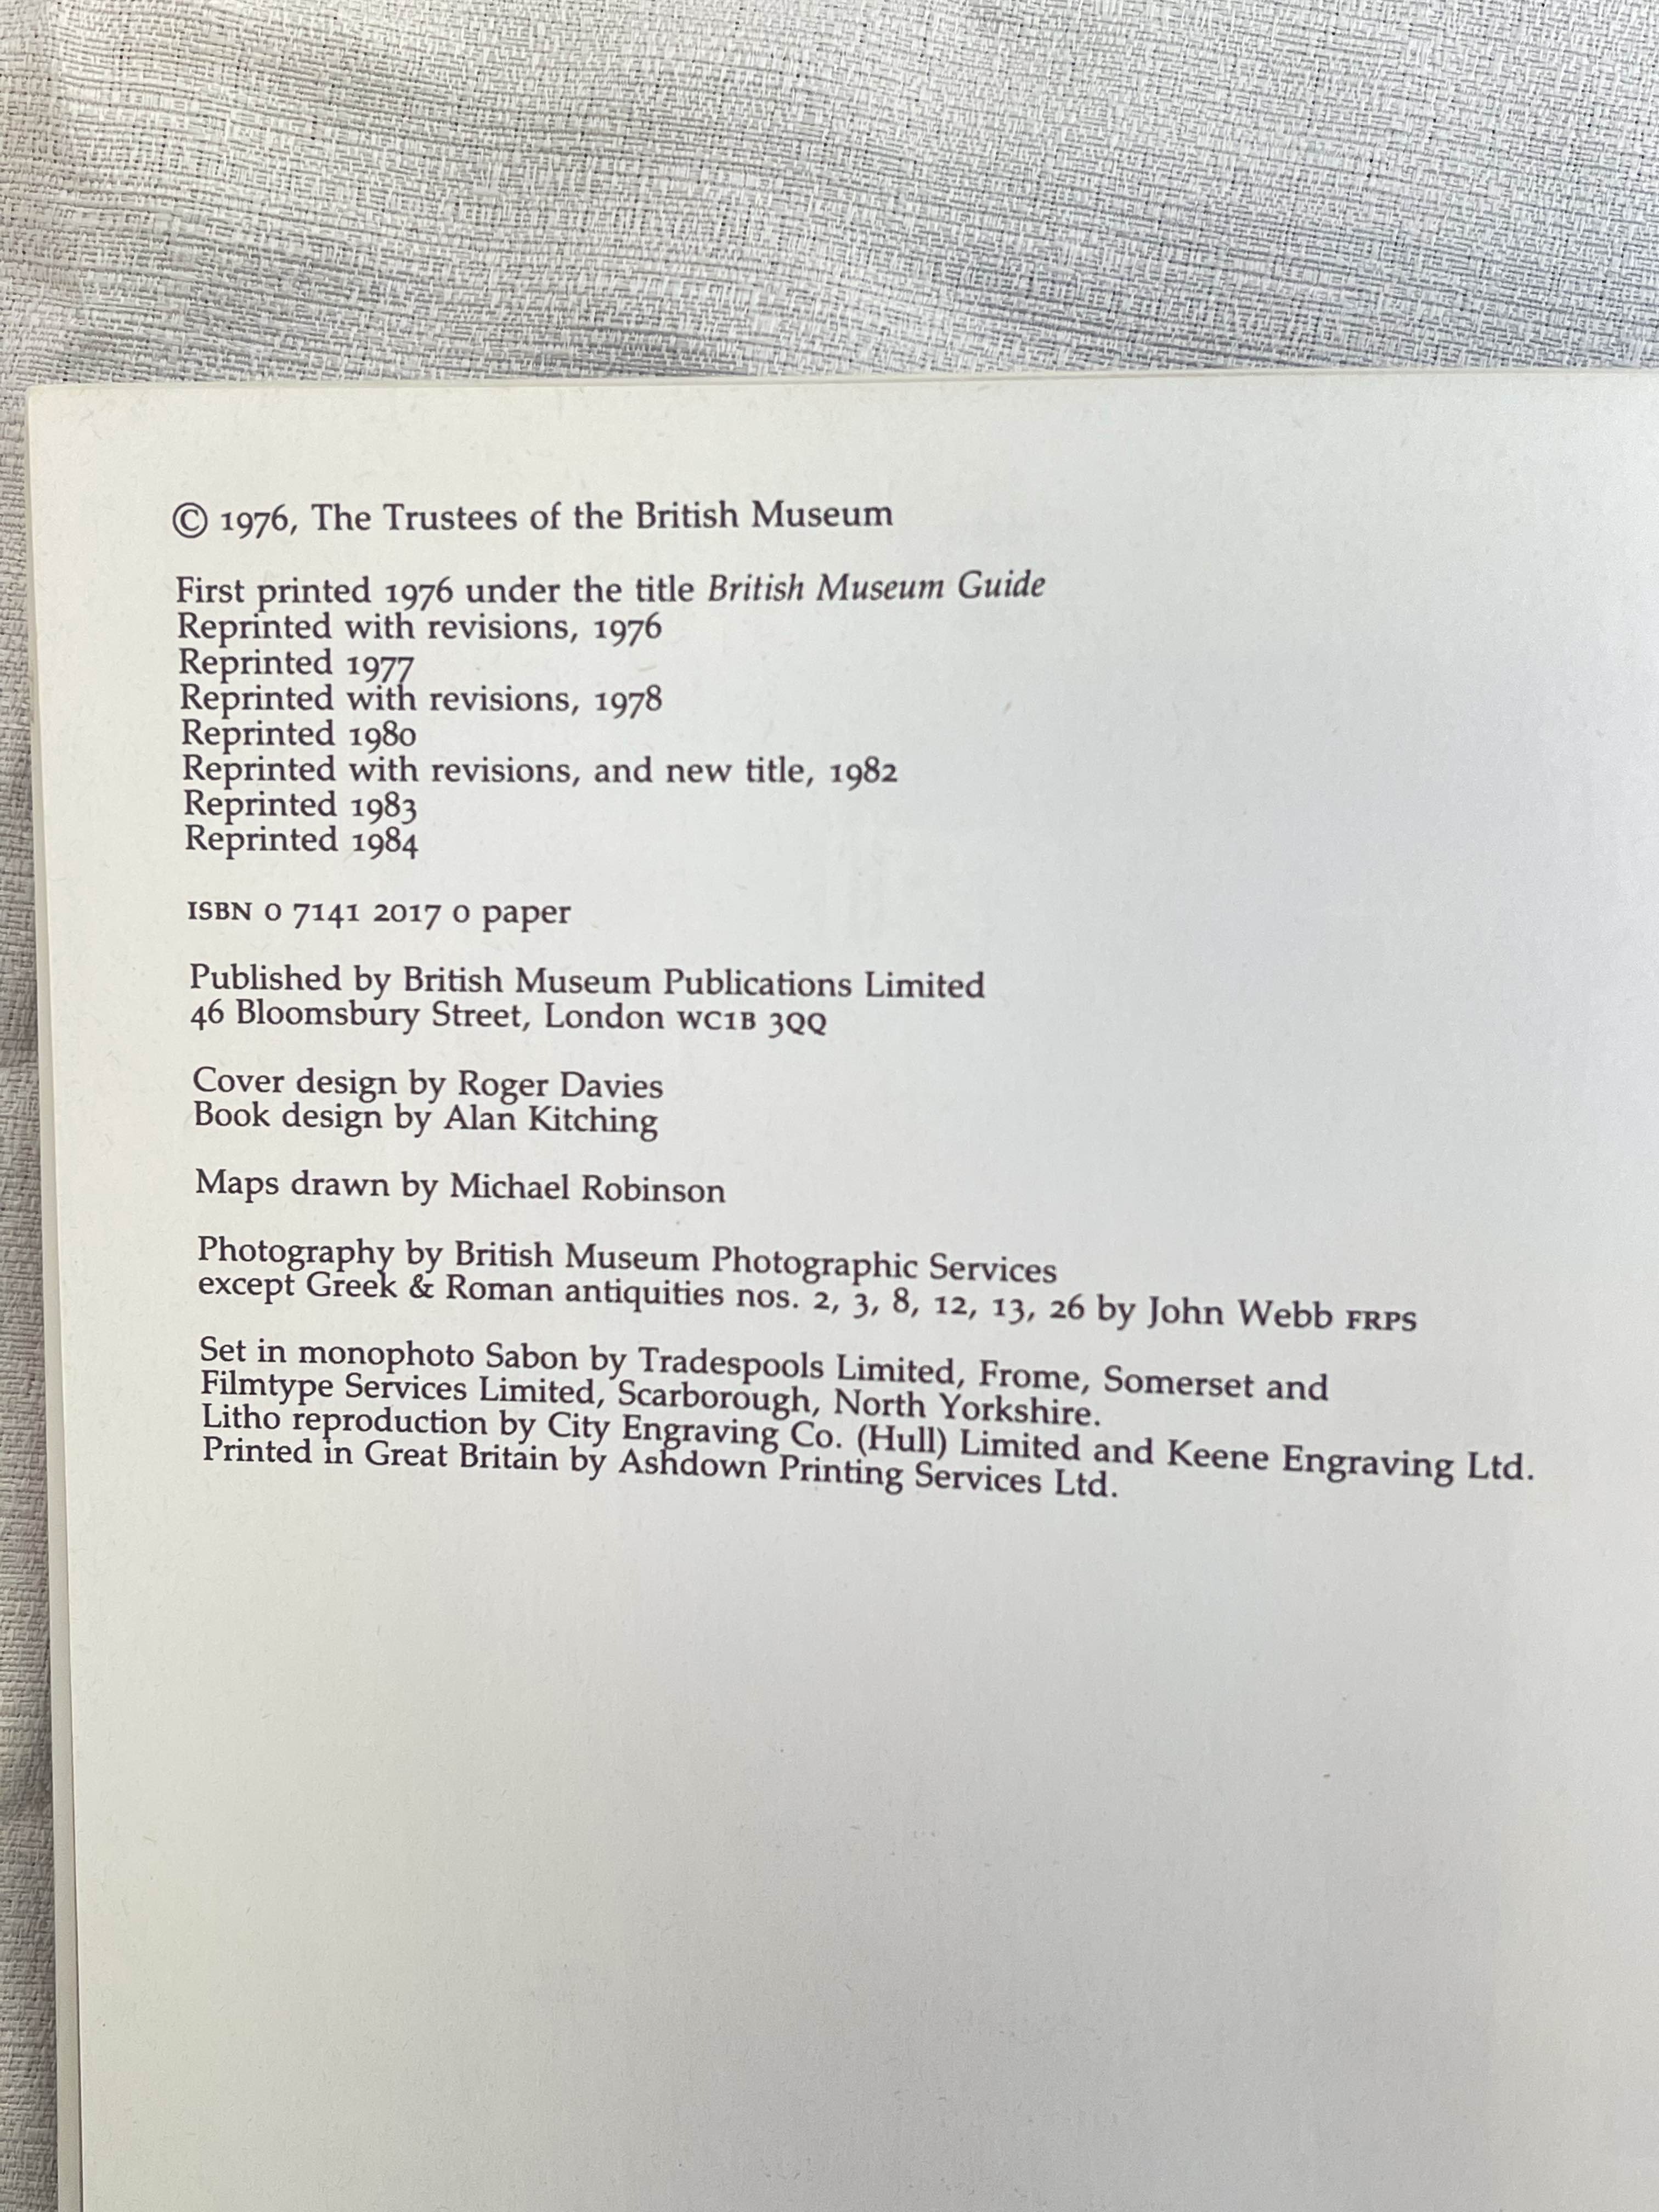 © 1976, The Trustees of the British Museum
First printed 1976 under the title British Museum Guide
Reprinted with revisions, 1976
Reprinted 1977
Reprinted with revisions, 1978
Reprinted 1980
Reprinted with revisions, and new title, 1982
Reprinted 1983
Reprinted 1984
ISBN 0 7141 2017 0 paper
Published by British Museum Publications Limited
46 Bloomsbury Street, London WC1B 3QQ
Cover design by Roger Davies
Book design by Alan Kitching
Maps drawn by Michael Robinson
Photography by British Museum Photographic Services
except Greek & Roman antiquities nos. 2, 3, 8, 12, 13, 26 by John Webb FRPS
Set in monophoto Sabon by Tradespools Limited, Frome, Somerset and
Filmtype Services Limited, Scarborough, North Yorkshire.
Litho reproduction by City Engraving Co. (Hull) Limited and Keene Engraving Ltd.
Printed in Great Britain by Ashdown Printing Services Ltd.